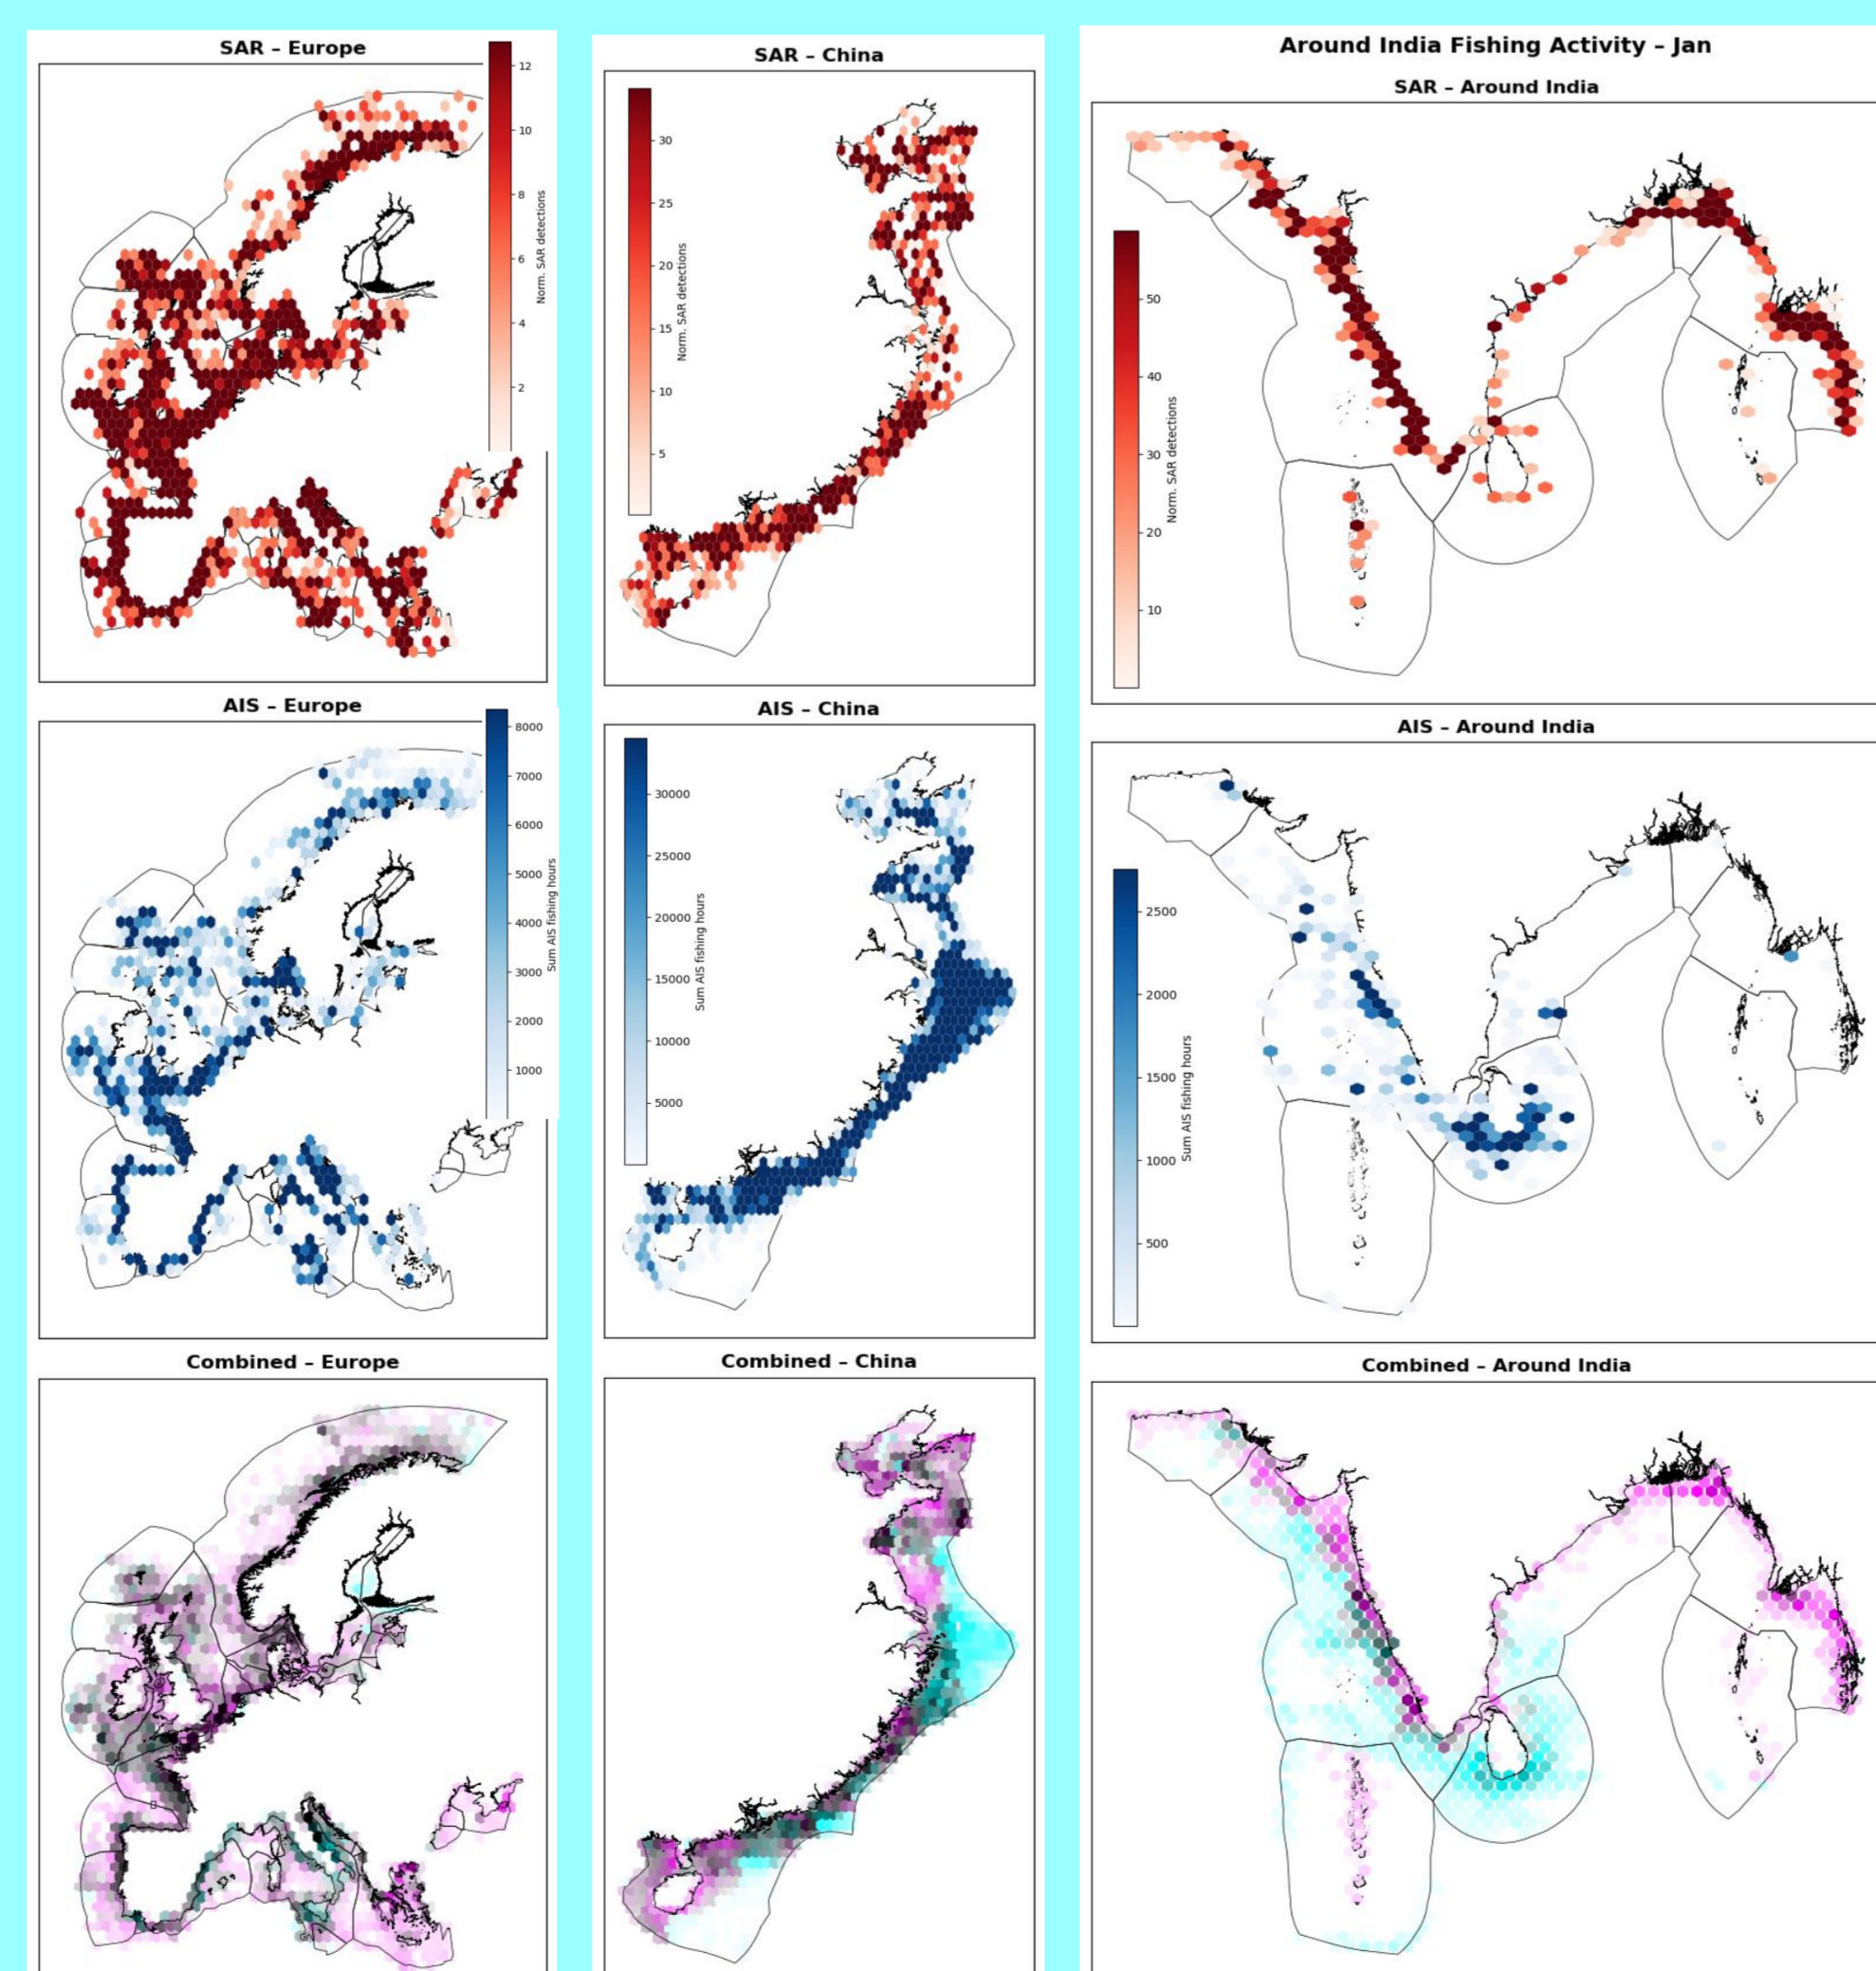 SAR – Europe
12
10
8
6
4
2
Norm. SAR detections
SAR – China
30
25
20
15
10
5
Norm. SAR detections
Around India Fishing Activity – Jan
SAR – Around India
50
40
30
20
10
Norm. SAR detections
AIS – Europe
8000
7000
6000
5000
4000
3000
2000
1000
Sum AIS fishing hours
AIS – China
30000
25000
20000
15000
10000
5000
Sum AIS fishing hours
AIS – Around India
2500
2000
1500
1000
500
Sum AIS fishing hours
Combined – Europe
Combined – China
Combined – Around India